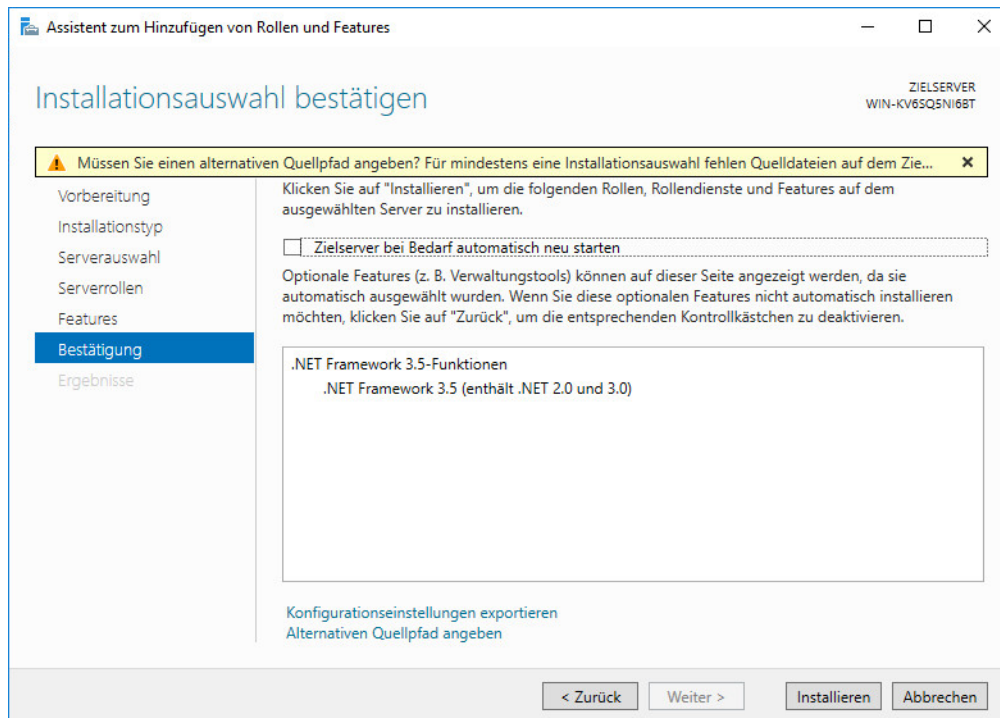 Assistent zum Hinzufügen von Rollen und Features
Installationsauswahl bestätigen
ZIELSERVER
WIN-KV6SQ5NI6BT
Müssen Sie einen alternativen Quellpfad angeben? Für mindestens eine Installationsauswahl fehlen Quelldateien auf dem Zie...
Vorbereitung
Installationstyp
Serverauswahl
Serverrollen
Features
Bestätigung
Ergebnisse
Klicken Sie auf "Installieren", um die folgenden Rollen, Rollendienste und Features auf dem
ausgewählten Server zu installieren.
Zielserver bei Bedarf automatisch neu starten
Optionale Features (z. B. Verwaltungstools) können auf dieser Seite angezeigt werden, da sie
automatisch ausgewählt wurden. Wenn Sie diese optionalen Features nicht automatisch installieren
möchten, klicken Sie auf "Zurück", um die entsprechenden Kontrollkästchen zu deaktivieren.
.NET Framework 3.5-Funktionen
.NET Framework 3.5 (enthält .NET 2.0 und 3.0)
Konfigurationseinstellungen exportieren
Alternativen Quellpfad angeben
< Zurück
Weiter >
Installieren
Abbrechen